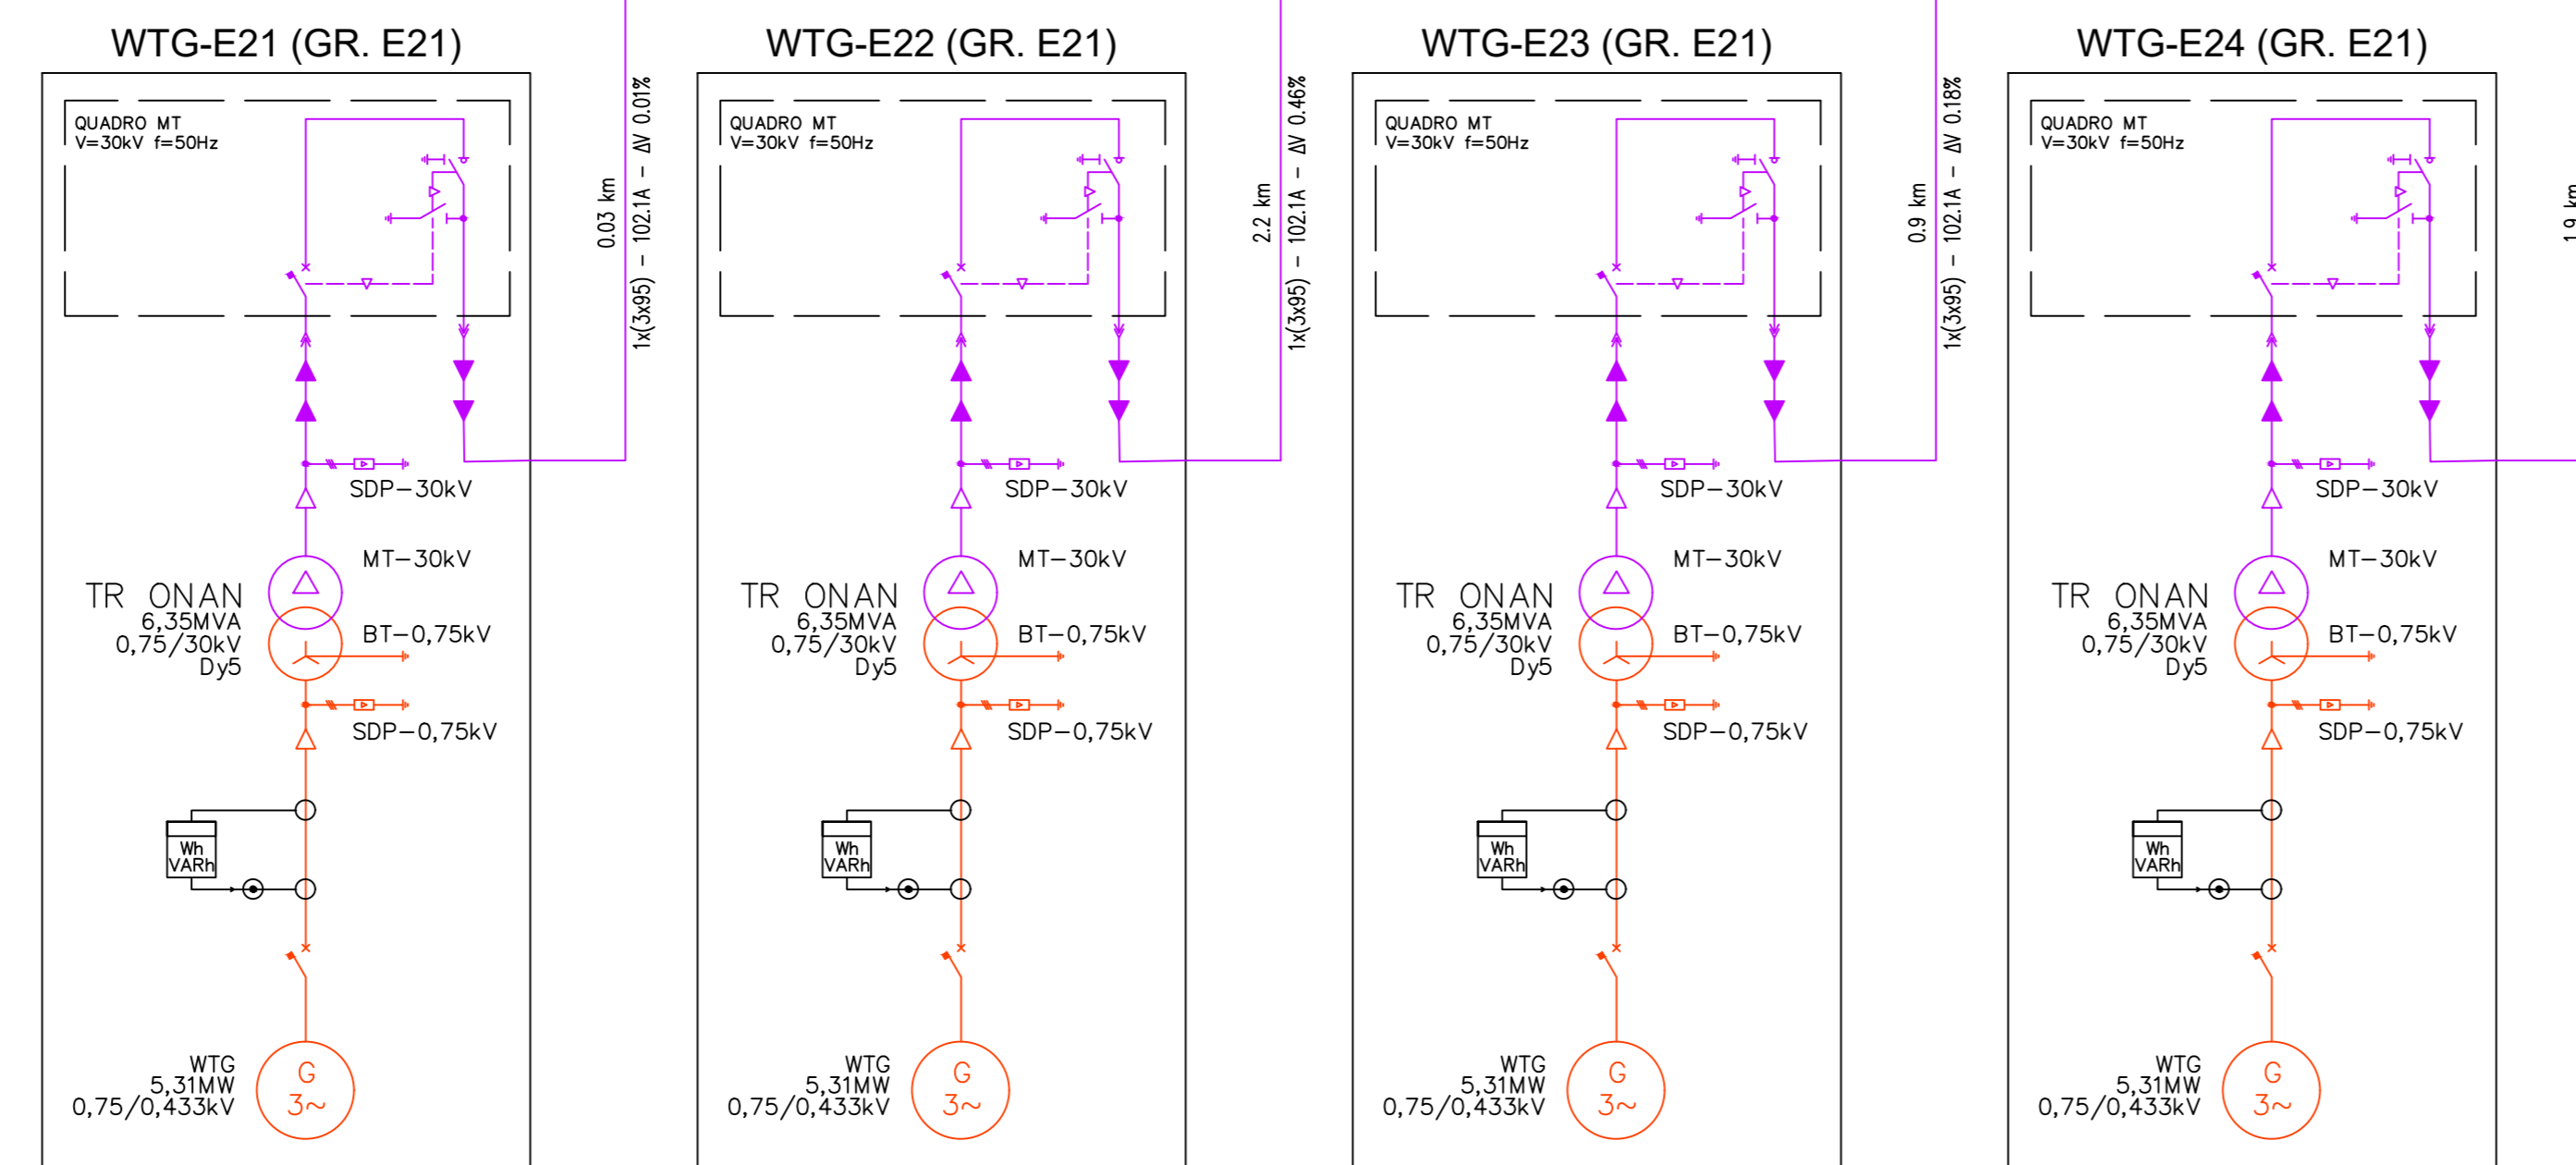 WTG-E21 (GR. E21)
QUADRO MT
V=30kV f=50Hz
0.03 km
1x(3x95) - 102.1A - ΔV 0.01%
SDP-30kV
MT-30kV
TR ONAN
6,35MVA
0,75/30kV
Dy5
BT-0,75kV
SDP-0,75kV
Wh
VARh
WTG
5,31MW
0,75/0,433kV
G
3~
WTG-E22 (GR. E21)
QUADRO MT
V=30kV f=50Hz
2.2 km
1x(3x95) - 102.1A - ΔV 0.46%
SDP-30kV
MT-30kV
TR ONAN
6,35MVA
0,75/30kV
Dy5
BT-0,75kV
SDP-0,75kV
Wh
VARh
WTG
5,31MW
0,75/0,433kV
G
3~
WTG-E23 (GR. E21)
QUADRO MT
V=30kV f=50Hz
0.9 km
1x(3x95) - 102.1A - ΔV 0.18%
SDP-30kV
MT-30kV
TR ONAN
6,35MVA
0,75/30kV
Dy5
BT-0,75kV
SDP-0,75kV
Wh
VARh
WTG
5,31MW
0,75/0,433kV
G
3~
WTG-E24 (GR. E21)
QUADRO MT
V=30kV f=50Hz
1.9 km
SDP-30kV
MT-30kV
TR ONAN
6,35MVA
0,75/30kV
Dy5
BT-0,75kV
SDP-0,75kV
Wh
VARh
WTG
5,31MW
0,75/0,433kV
G
3~